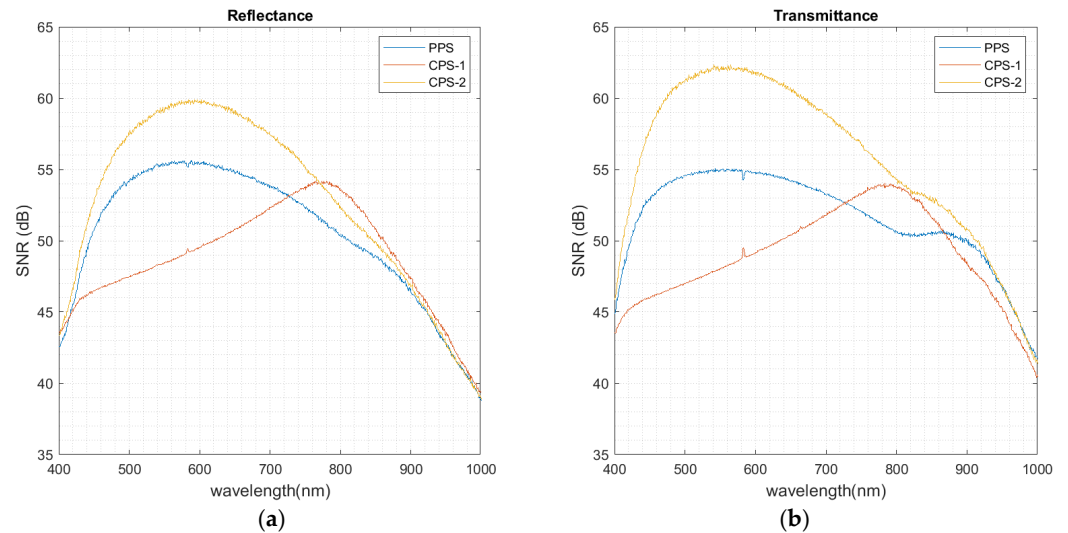 Reflectance
65
60
55
50
45
40
35
SNR (dB)
PPS
CPS-1
CPS-2
400 500 600 700 800 900 1000
wavelength(nm)
(a)
Transmittance
65
60
55
50
45
40
35
SNR (dB)
PPS
CPS-1
CPS-2
400 500 600 700 800 900 1000
wavelength(nm)
(b)